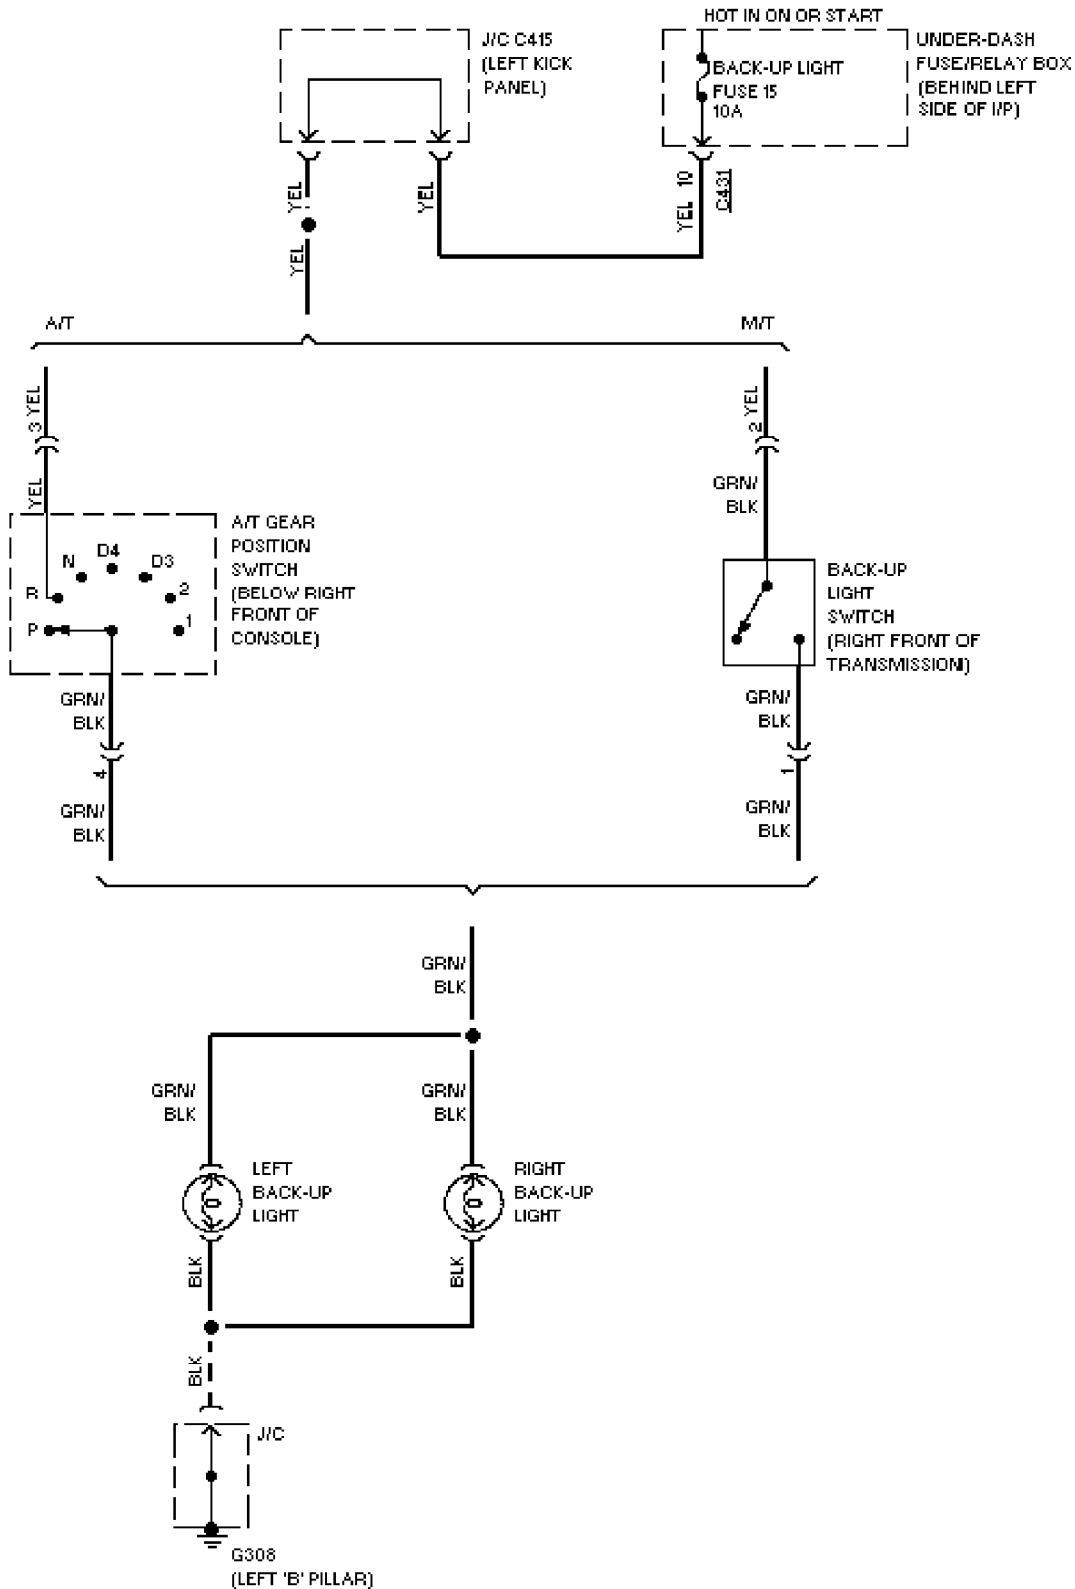 HOT IN ON OR START
J/C C415
(LEFT KICK
PANEL)
BACK-UP LIGHT
FUSE 15
10A
UNDER-DASH
FUSE/RELAY BOX
(BEHIND LEFT
SIDE OF I/P)
YEL
YEL
YEL 10
C431
YEL
A/T
M/T
3 YEL
2 YEL
YEL
GRN/
BLK
A/T GEAR
POSITION
SWITCH
(BELOW RIGHT
FRONT OF
CONSOLE)
P
R
N
D4
D3
2
1
BACK-UP
LIGHT
SWITCH
(RIGHT FRONT OF
TRANSMISSION)
GRN/
BLK
GRN/
BLK
4
1
GRN/
BLK
GRN/
BLK
GRN/
BLK
GRN/
BLK
GRN/
BLK
LEFT
BACK-UP
LIGHT
RIGHT
BACK-UP
LIGHT
BLK
BLK
BLK
J/C
G308
(LEFT 'B' PILLAR)